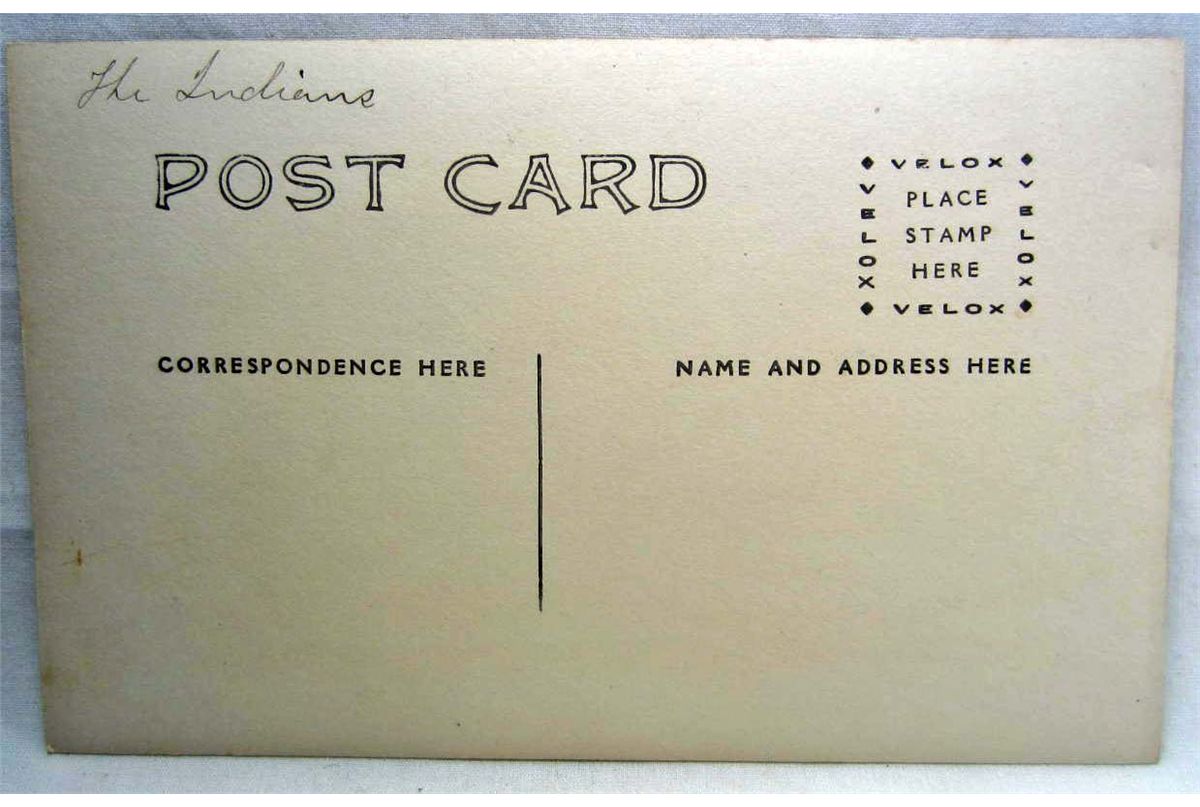 The Indians
POST CARD
VELOX
VELOX
PLACE
STAMP
HERE
VELOX
VELOX
CORRESPONDENCE HERE
NAME AND ADDRESS HERE